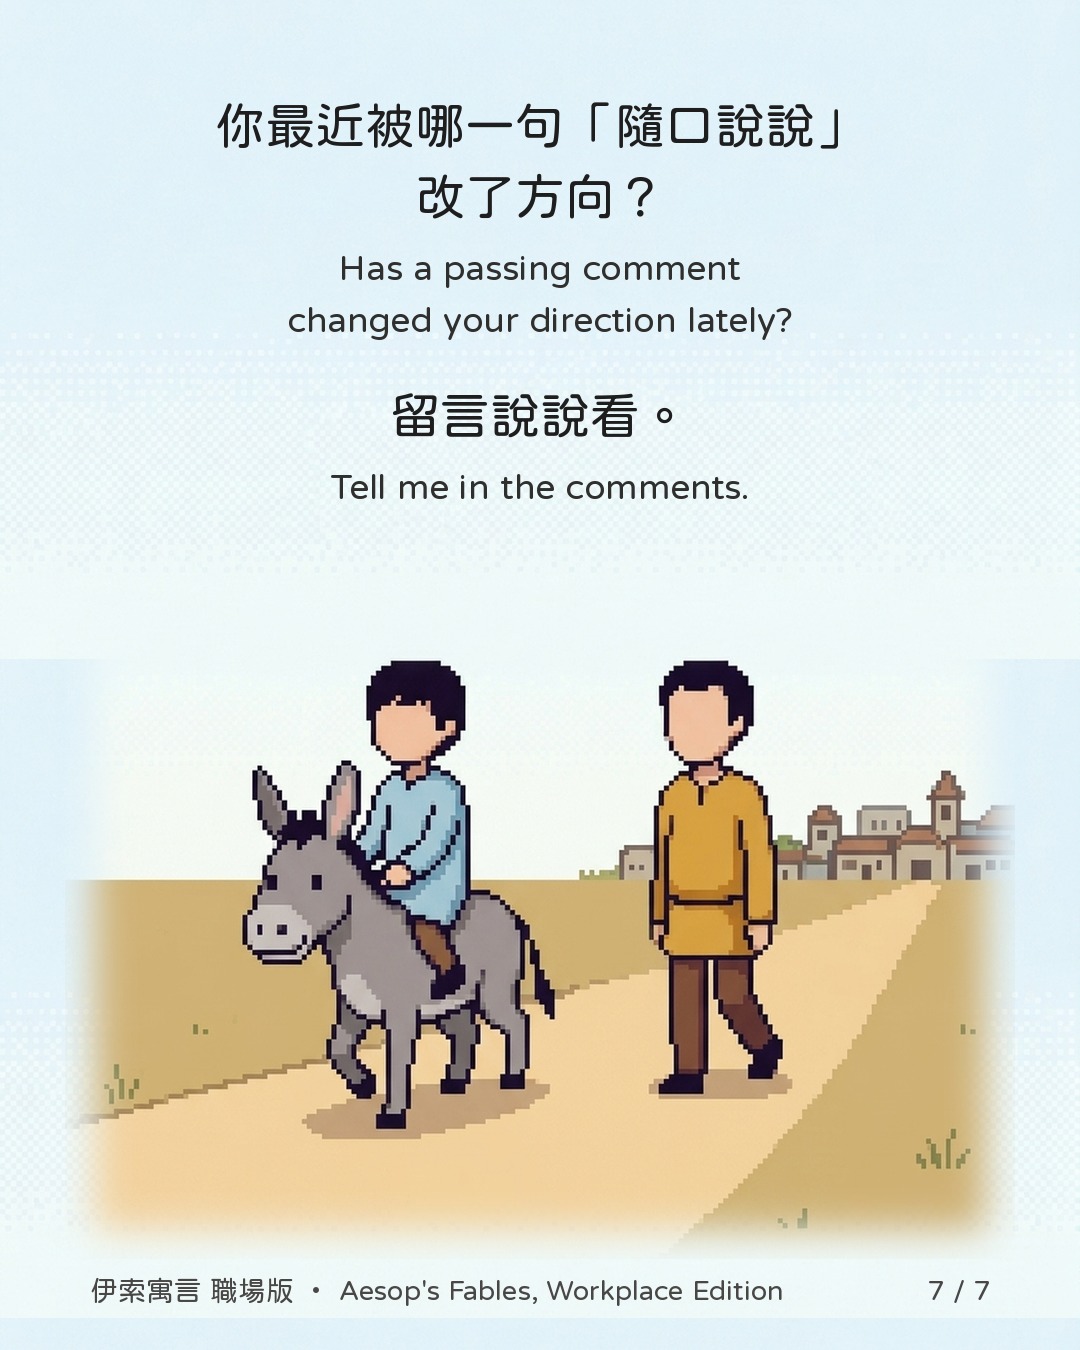 你最近被哪一句「隨口說說」
改了方向？
Has a passing comment
changed your direction lately?
留言說說看。
Tell me in the comments.
伊索寓言 職場版 • Aesop's Fables, Workplace Edition
7 / 7